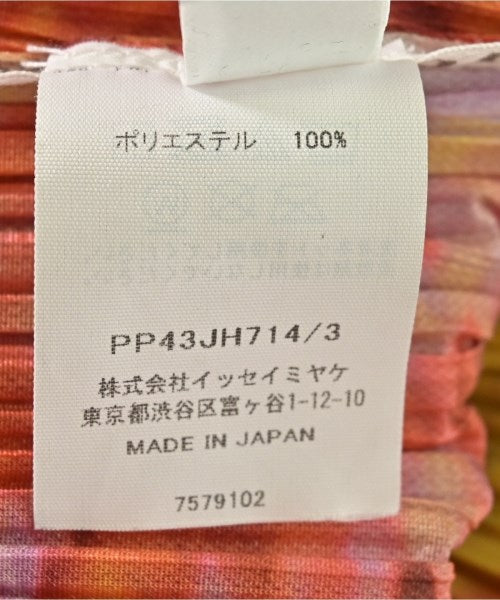 ポリエステル 100%
PP43JH714/3
株式会社イッセイミヤケ
東京都渋谷区富ヶ谷1-12-10
MADE IN JAPAN
7579102